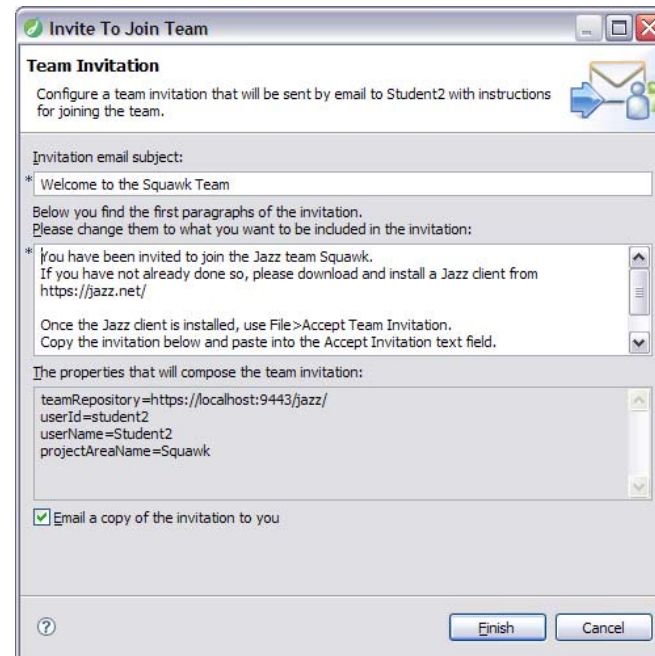 Invite To Join Team
Team Invitation
Configure a team invitation that will be sent by email to Student2 with instructions
for joining the team.
Invitation email subject:
* Welcome to the Squawk Team
Below you find the first paragraphs of the invitation.
Please change them to what you want to be included in the invitation:
* You have been invited to join the Jazz team Squawk.
If you have not already done so, please download and install a Jazz client from
https://jazz.net/
Once the Jazz client is installed, use File>Accept Team Invitation.
Copy the invitation below and paste into the Accept Invitation text field.
The properties that will compose the team invitation:
teamRepository=https://localhost:9443/jazz/
userId=student2
userName=Student2
projectAreaName=Squawk
Email a copy of the invitation to you
? Finish Cancel